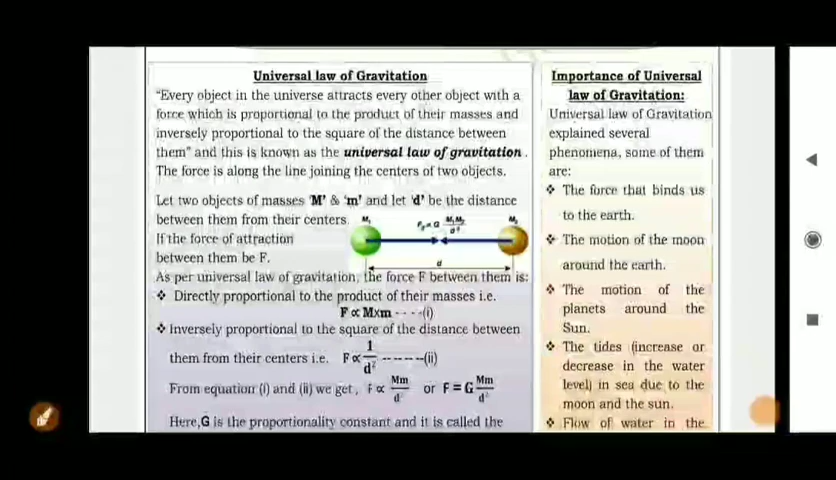 Universal law of Gravitation
"Every object in the universe attracts every other object with a
force which is proportional to the product of their masses and
inversely proportional to the square of the distance between
them" and this is known as the universal law of gravitation.
The force is along the line joining the centers of two objects.
Let two objects of masses 'M' & 'm' and let 'd' be the distance
between them from their centers.
If the force of attraction
between them be F.
M₁
M₂
d
As per universal law of gravitation, the force F between them is:
❖ Directly proportional to the product of their masses i.e.
F ∝ M×m - - - -(i)
❖ Inversely proportional to the square of the distance between
them from their centers i.e. F ∝ 1/d² - - - - -(ii)
From equation (i) and (ii) we get, F ∝ Mm/d² or F = G Mm/d²
Here, G is the proportionality constant and it is called the
Importance of Universal
law of Gravitation:
Universal law of Gravitation
explained several
phenomena, some of them
are:
❖ The force that binds us
to the earth.
❖ The motion of the moon
around the earth.
❖ The motion of the
planets around the
Sun.
❖ The tides (increase or
decrease in the water
level) in sea due to the
moon and the sun.
❖ Flow of water in the